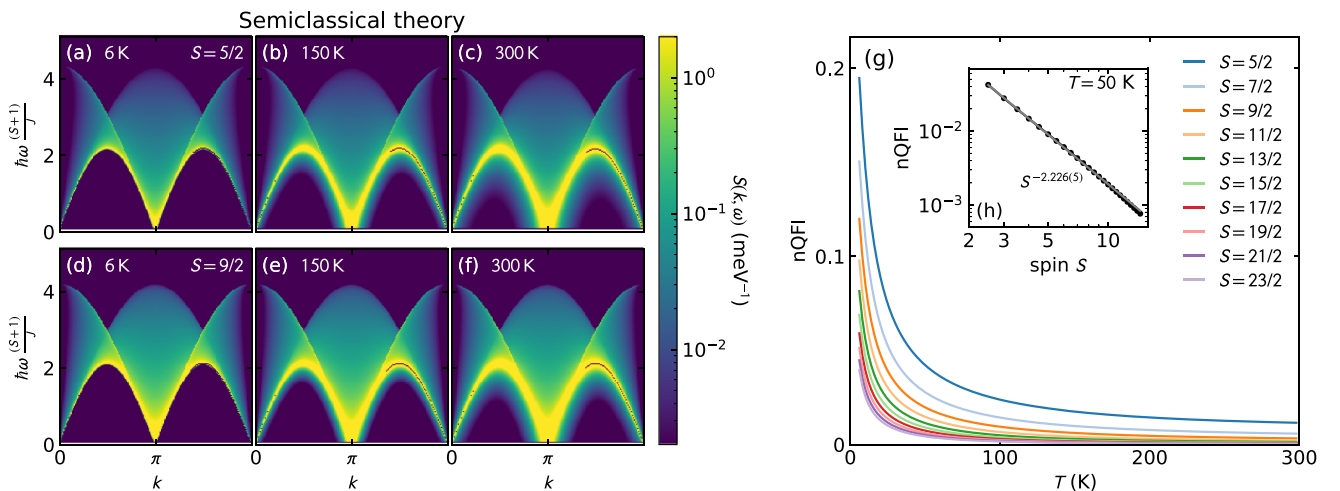 Semiclassical theory
(a) 6 K S = 5/2
(b) 150 K
(c) 300 K
4
2
0
ħω (S+1)/J
(d) 6 K S = 9/2
(e) 150 K
(f) 300 K
4
2
0
ħω (S+1)/J
0 π
0 π
0 π
k
k
k
10⁰
10⁻¹
10⁻²
S(k, ω) (meV⁻¹)
(g)
0.2
0.1
0
nQFI
0 100 200 300
T (K)
S = 5/2
S = 7/2
S = 9/2
S = 11/2
S = 13/2
S = 15/2
S = 17/2
S = 19/2
S = 21/2
S = 23/2
T = 50 K
10⁻²
10⁻³
nQFI
S⁻²·²²⁶⁽⁵⁾
(h)
2 3 5 10
spin S